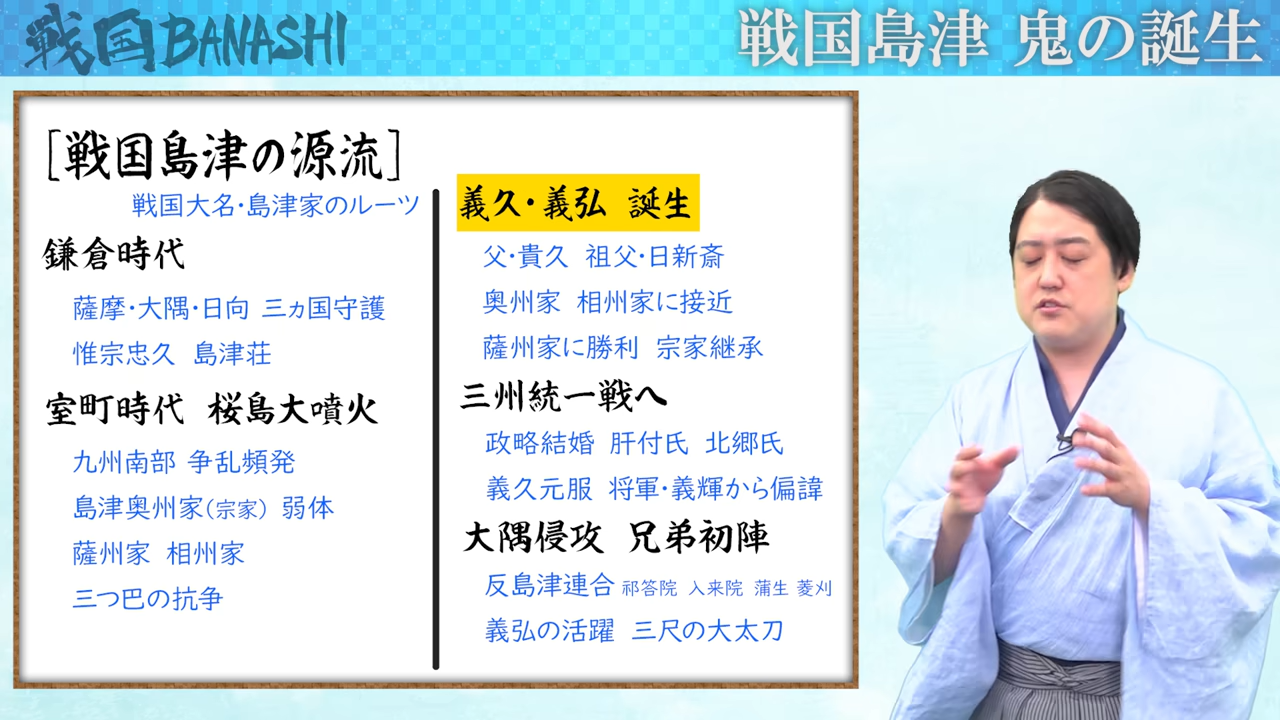 戦国BANASHI
戦国島津 鬼の誕生
[戦国島津の源流]
戦国大名・島津家のルーツ
鎌倉時代
薩摩・大隅・日向 三ヵ国守護
惟宗忠久 島津荘
室町時代 桜島大噴火
九州南部 争乱頻発
島津奥州家(宗家) 弱体
薩州家 相州家
三つ巴の抗争
義久・義弘 誕生
父・貴久 祖父・日新斎
奥州家 相州家に接近
薩州家に勝利 宗家継承
三州統一戦へ
政略結婚 肝付氏 北郷氏
義久元服 将軍・義輝から偏諱
大隅侵攻 兄弟初陣
反島津連合 祁答院 入来院 蒲生 菱刈
義弘の活躍 三尺の大太刀